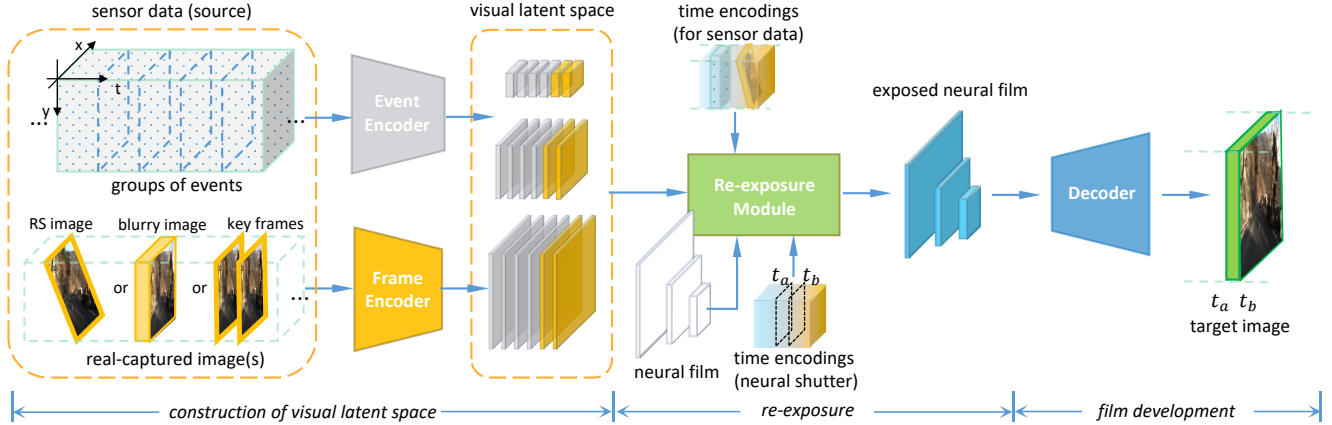 sensor data (source)
x
t
y
...
...
groups of events
RS image
blurry image
key frames
or
or
...
real-captured image(s)
Event
Encoder
Frame
Encoder
visual latent space
time encodings
(for sensor data)
Re-exposure
Module
neural film
t_a t_b
time encodings
(neural shutter)
exposed neural film
Decoder
t_a t_b
target image
construction of visual latent space
re-exposure
film development